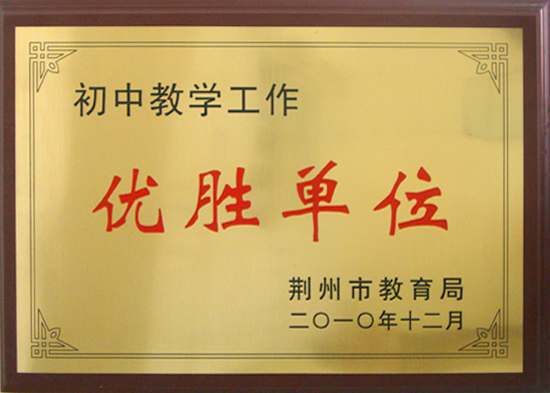 初中教学工作
优胜单位
荆州市教育局
二〇一〇年十二月